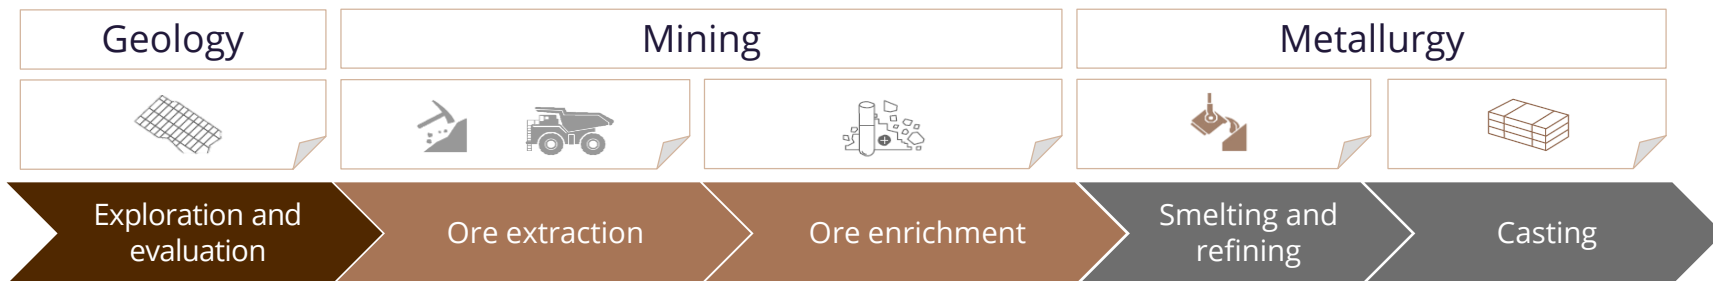 Geology
Mining
Metallurgy
Exploration and
evaluation
Ore extraction
Ore enrichment
Smelting and
refining
Casting